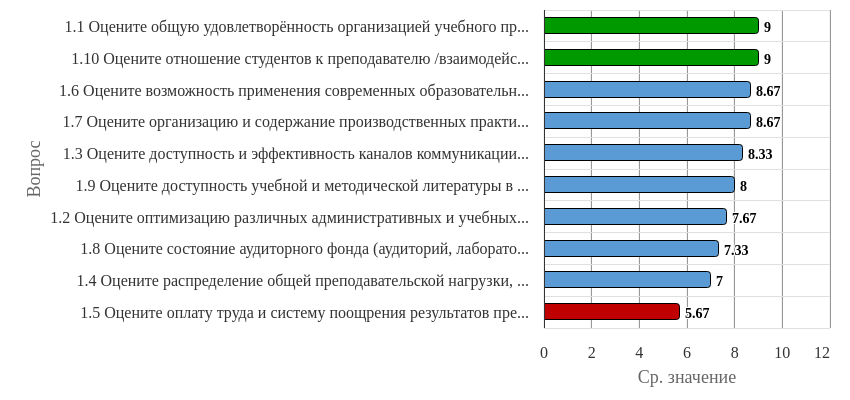 1.1 Оцените общую удовлетворённость организацией учебного пр... 9
1.10 Оцените отношение студентов к преподавателю /взаимодейс... 9
1.6 Оцените возможность применения современных образовательн... 8.67
1.7 Оцените организацию и содержание производственных практи... 8.67
1.3 Оцените доступность и эффективность каналов коммуникации... 8.33
1.9 Оцените доступность учебной и методической литературы в ... 8
1.2 Оцените оптимизацию различных административных и учебных... 7.67
1.8 Оцените состояние аудиторного фонда (аудиторий, лаборато... 7.33
1.4 Оцените распределение общей преподавательской нагрузки, ... 7
1.5 Оцените оплату труда и систему поощрения результатов пре... 5.67
Вопрос
0 2 4 6 8 10 12
Ср. значение